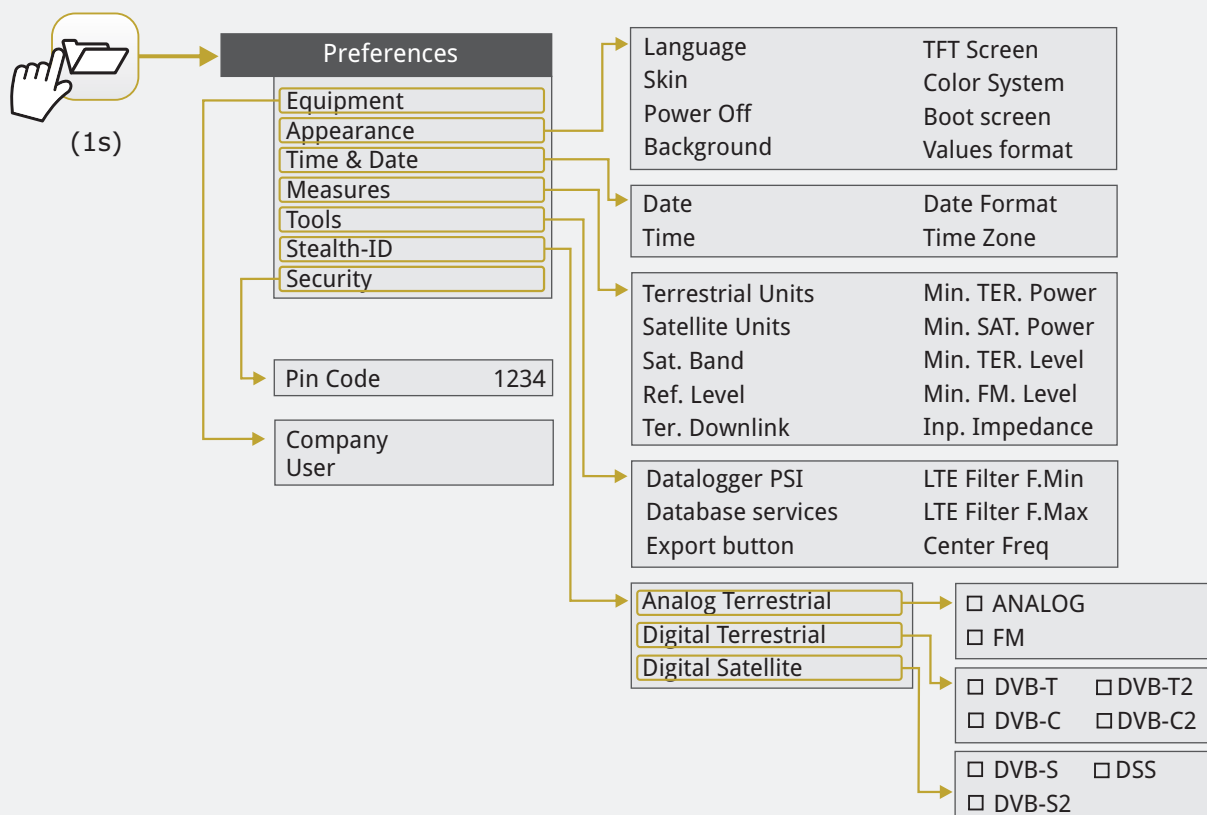 (1s)
Preferences
Equipment
Appearance
Time & Date
Measures
Tools
Stealth-ID
Security
Pin Code 1234
Company
User
Language TFT Screen
Skin Color System
Power Off Boot screen
Background Values format
Date Date Format
Time Time Zone
Terrestrial Units Min. TER. Power
Satellite Units Min. SAT. Power
Sat. Band Min. TER. Level
Ref. Level Min. FM. Level
Ter. Downlink Inp. Impedance
Datalogger PSI LTE Filter F.Min
Database services LTE Filter F.Max
Export button Center Freq
Analog Terrestrial
Digital Terrestrial
Digital Satellite
ANALOG
FM
DVB-T DVB-T2
DVB-C DVB-C2
DVB-S DSS
DVB-S2